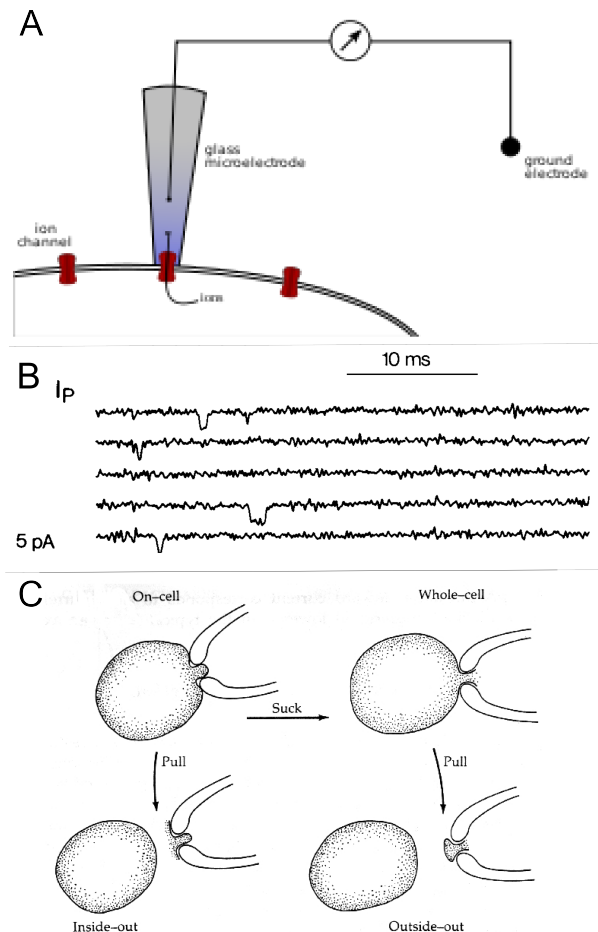 A
glass
microelectrode
ground
electrode
ion
channel
ions
B
I_P
10 ms
5 pA
C
On–cell
Whole–cell
Suck
Pull
Pull
Inside–out
Outside–out